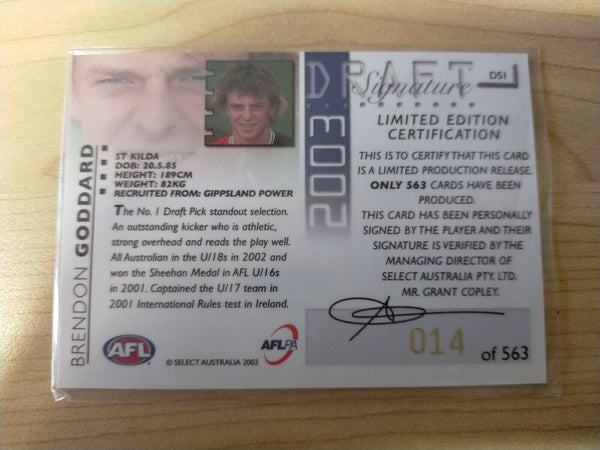 BRENDON GODDARD
ST KILDA
DOB: 20.5.85
HEIGHT: 189CM
WEIGHT: 82KG
RECRUITED FROM: GIPPSLAND POWER
The No. 1 Draft Pick standout selection.
An outstanding kicker who is athletic,
strong overhead and reads the play well.
All Australian in the U/18s in 2002 and
won the Sheehan Medal in AFL U/16s
in 2001. Captained the U/17 team in
2001 International Rules test in Ireland.
AFL
© SELECT AUSTRALIA 2003
AFLPA
2003
DRAFT
Signature
DS1
LIMITED EDITION
CERTIFICATION
THIS IS TO CERTIFY THAT THIS CARD
IS A LIMITED PRODUCTION RELEASE.
ONLY 563 CARDS HAVE BEEN
PRODUCED.
THIS CARD HAS BEEN PERSONALLY
SIGNED BY THE PLAYER AND THEIR
SIGNATURE IS VERIFIED BY THE
MANAGING DIRECTOR OF
SELECT AUSTRALIA PTY. LTD.
MR. GRANT COPLEY.
014 of 563